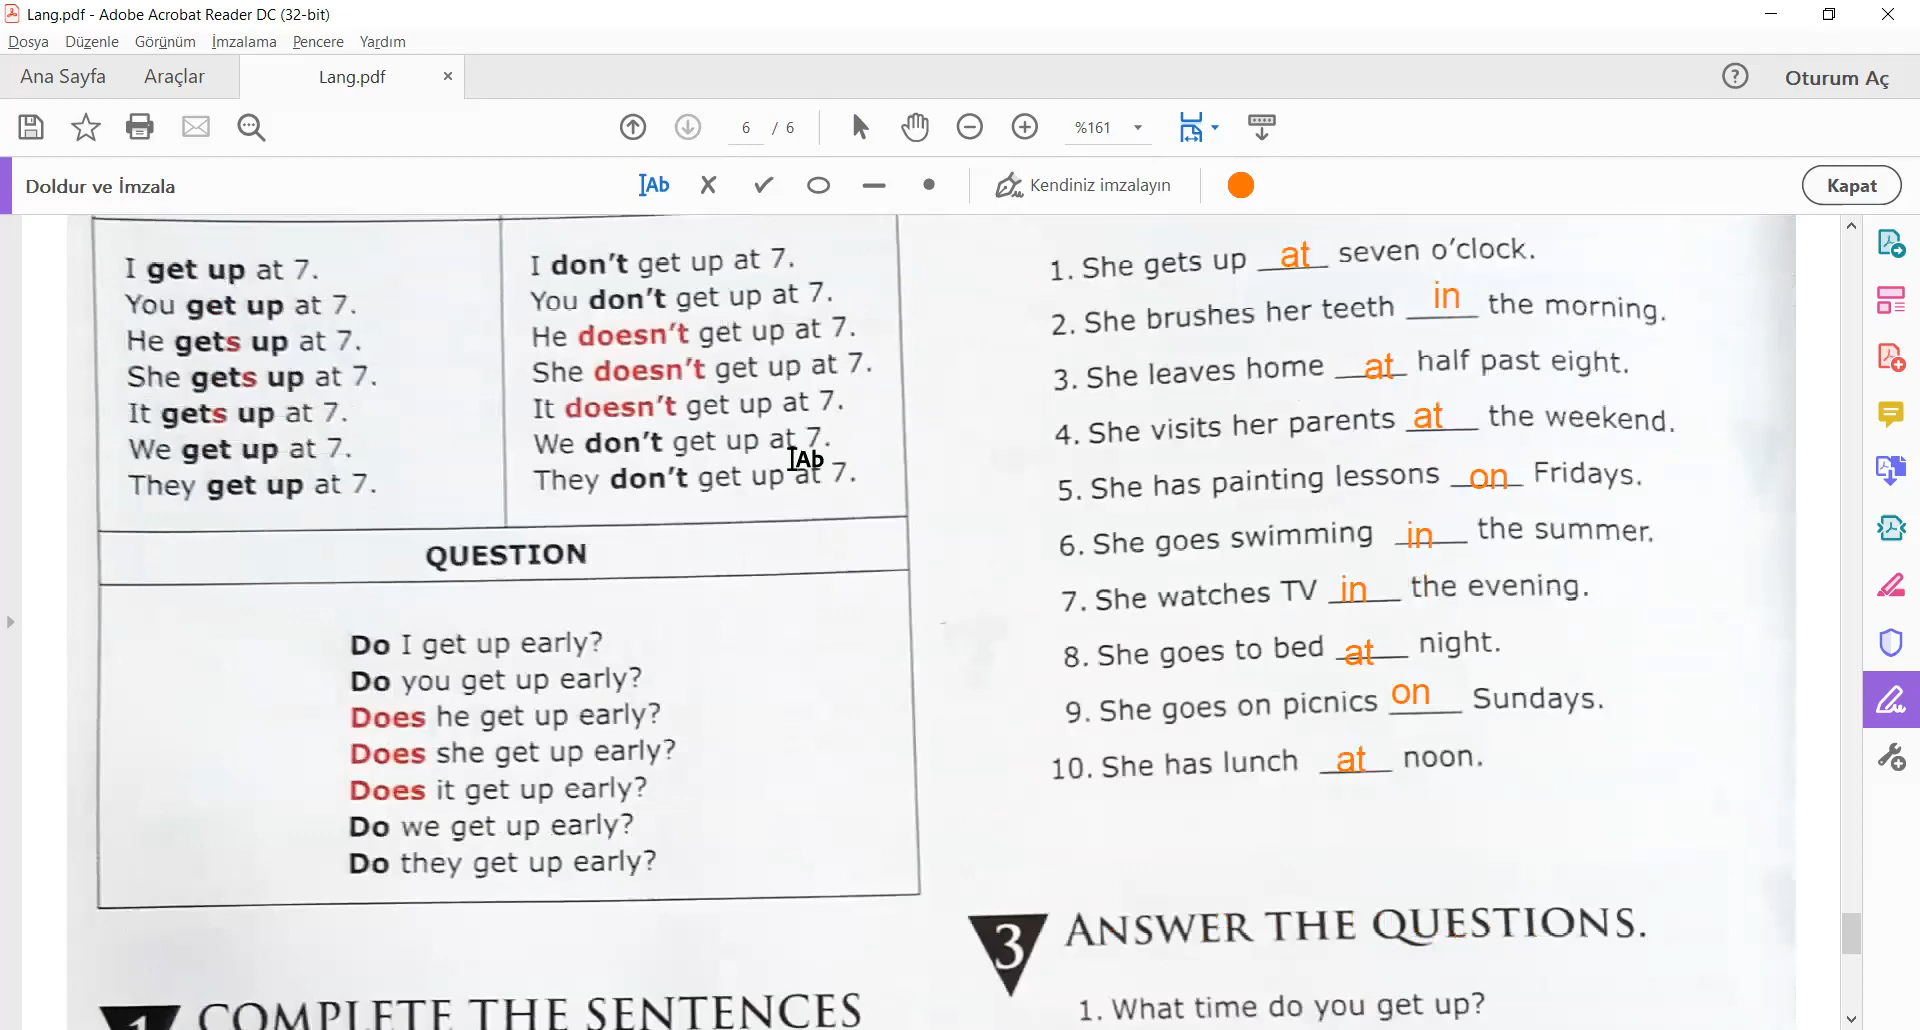 Lang.pdf - Adobe Acrobat Reader DC (32-bit)
Dosya Düzenle Görünüm İmzalama Pencere Yardım
Ana Sayfa Araçlar Lang.pdf × ? Oturum Aç
6 / 6 %161
Doldur ve İmzala Ab Kendiniz imzalayın Kapat
I get up at 7.
You get up at 7.
He gets up at 7.
She gets up at 7.
It gets up at 7.
We get up at 7.
They get up at 7.
I don't get up at 7.
You don't get up at 7.
He doesn't get up at 7.
She doesn't get up at 7.
It doesn't get up at 7.
We don't get up at 7.
They don't get up at 7.
Ab
QUESTION
Do I get up early?
Do you get up early?
Does he get up early?
Does she get up early?
Does it get up early?
Do we get up early?
Do they get up early?
1 COMPLETE THE SENTENCES
1. She gets up at seven o'clock.
2. She brushes her teeth in the morning.
3. She leaves home at half past eight.
4. She visits her parents at the weekend.
5. She has painting lessons on Fridays.
6. She goes swimming in the summer.
7. She watches TV in the evening.
8. She goes to bed at night.
9. She goes on picnics on Sundays.
10. She has lunch at noon.
3 ANSWER THE QUESTIONS.
1. What time do you get up?